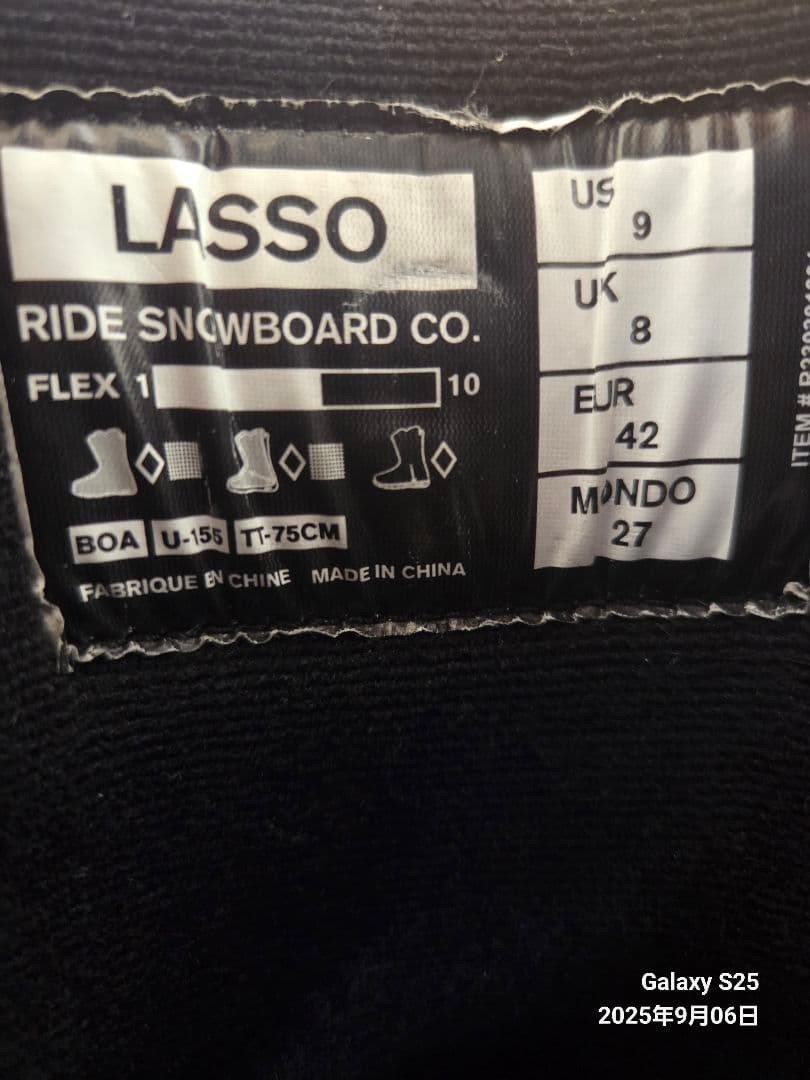 LASSO
RIDE SNOWBOARD CO.
FLEX 1 10
BOA U-155 TT-75CM
FABRIQUE EN CHINE MADE IN CHINA
US
9
UK
8
EUR
42
MONDO
27
ITEM #
Galaxy S25
2025年9月06日